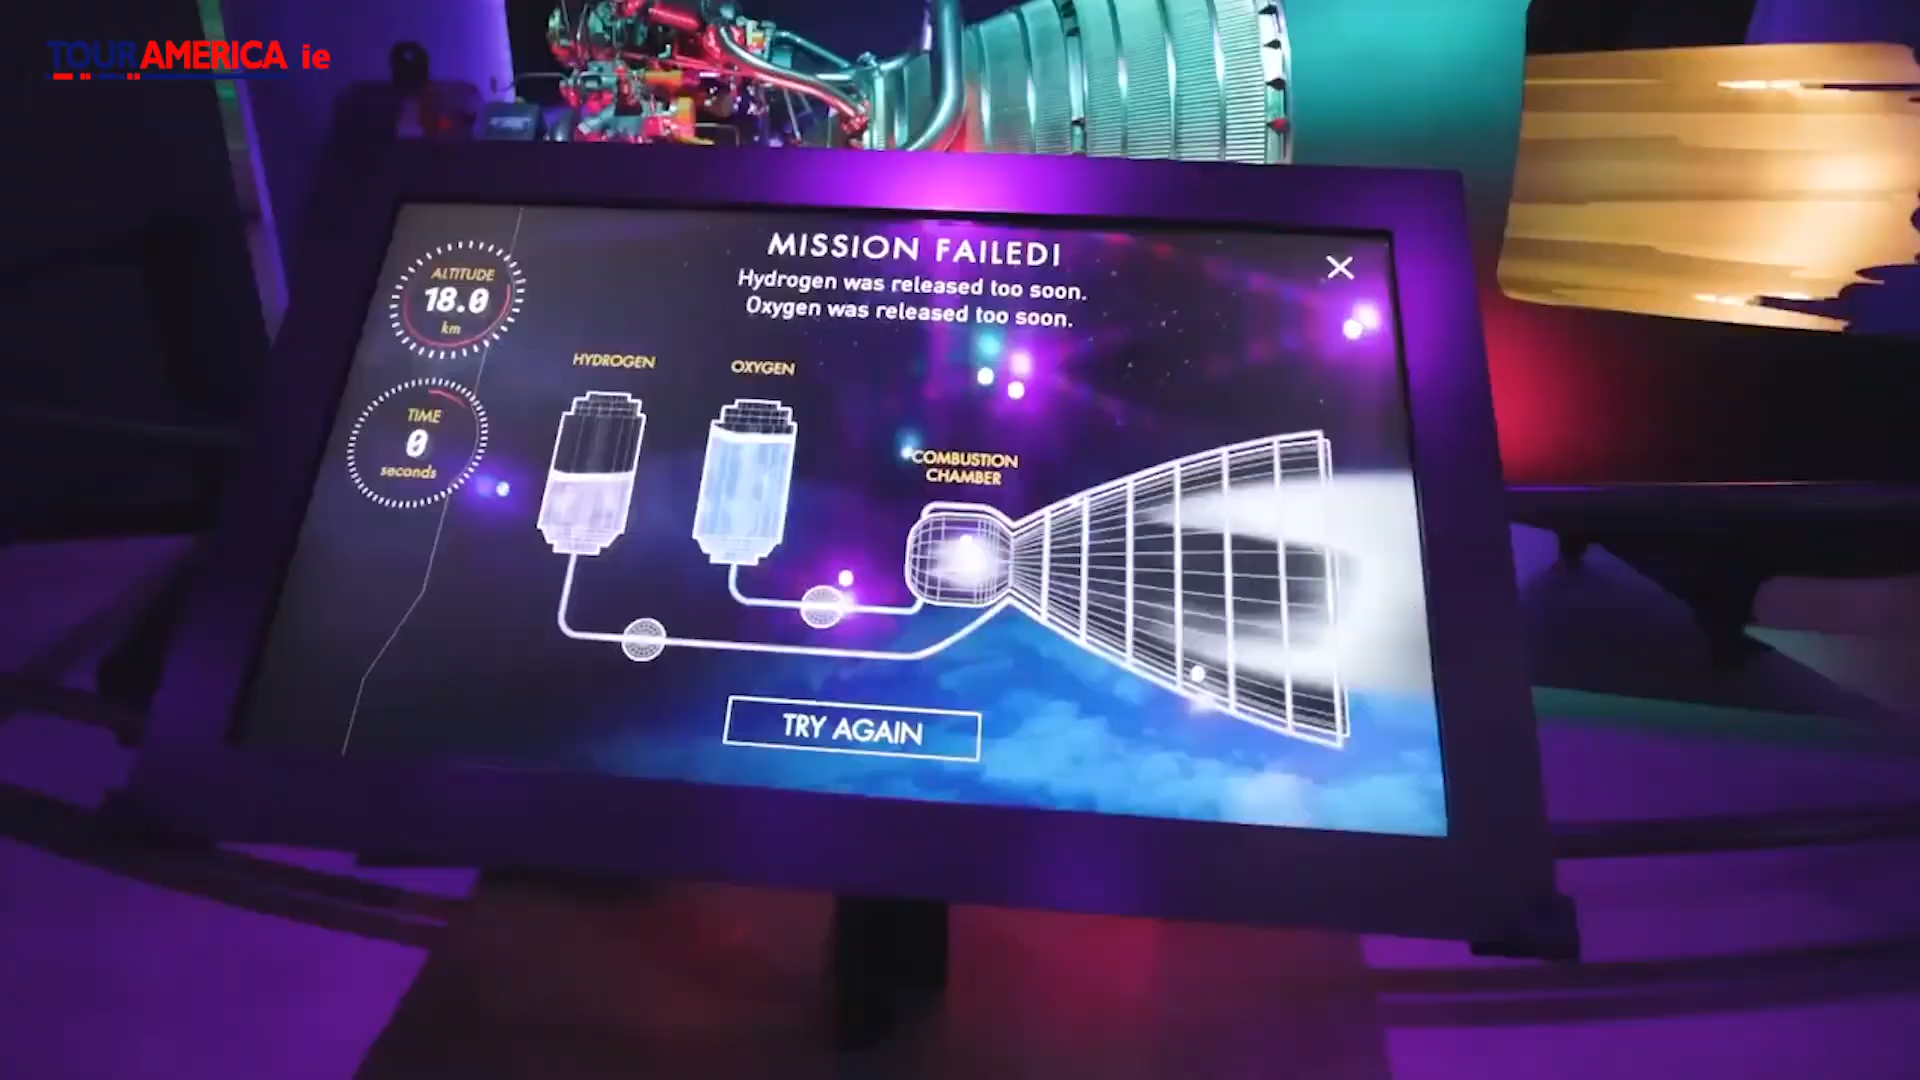 TOURAMERICA ie
MISSION FAILED!
Hydrogen was released too soon.
Oxygen was released too soon.
ALTITUDE
18.0
km
TIME
0
seconds
HYDROGEN
OXYGEN
COMBUSTION
CHAMBER
TRY AGAIN